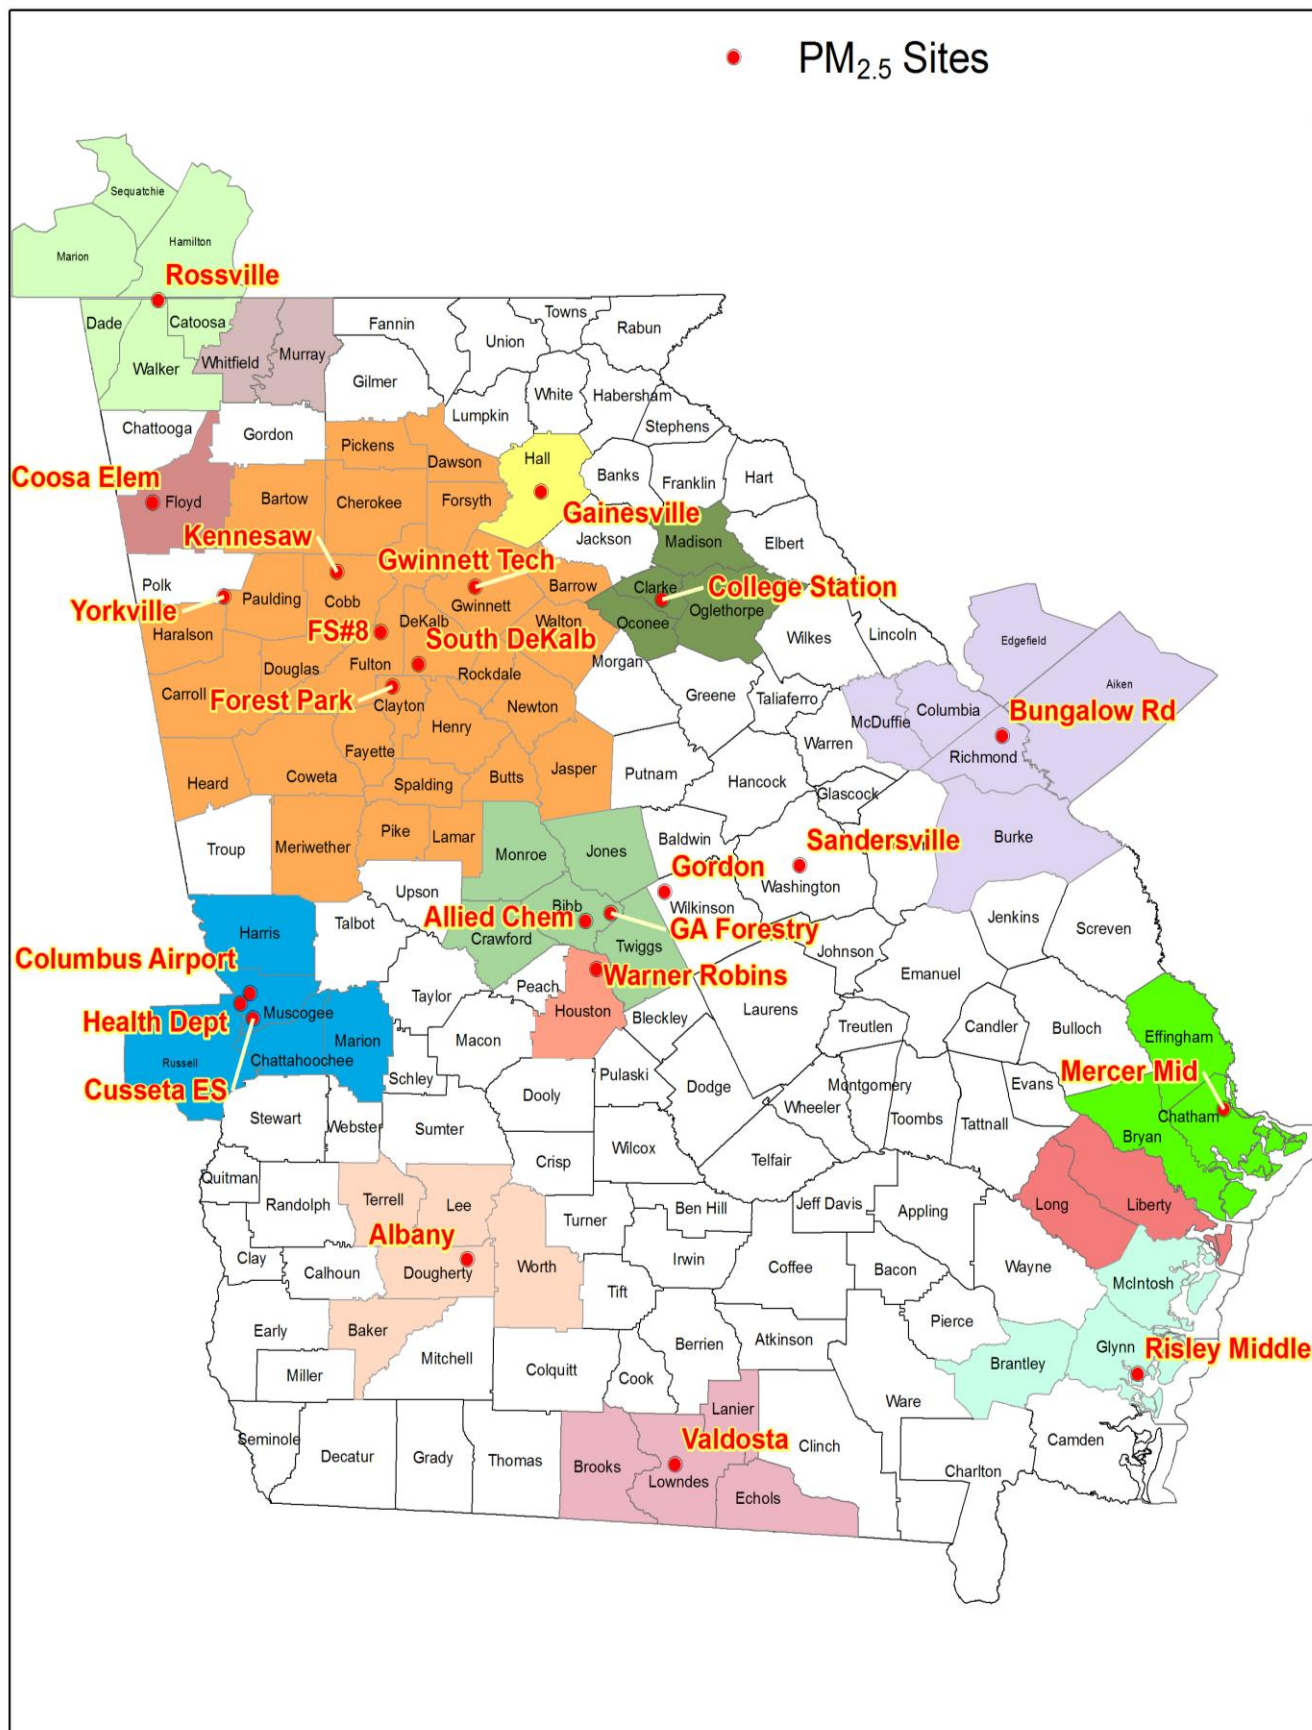 PM2.5 Sites
Sequatchie
Marion
Hamilton
Rossville
Dade
Catoosa
Walker
Whitfield
Murray
Fannin
Union
Towns
Rabun
Gilmer
White
Habersham
Lumpkin
Stephens
Chattooga
Gordon
Pickens
Dawson
Hall
Banks
Franklin
Hart
Coosa Elem
Floyd
Bartow
Cherokee
Forsyth
Gainesville
Kennesaw
Jackson
Madison
Elbert
Gwinnett Tech
Polk
Yorkville
Paulding
Cobb
Gwinnett
Barrow
Clarke
College Station
Oglethorpe
Haralson
FS#8
DeKalb
South DeKalb
Walton
Oconee
Wilkes
Lincoln
Edgefield
Douglas
Fulton
Rockdale
Morgan
Aiken
Carroll
Forest Park
Clayton
Newton
Greene
Taliaferro
McDuffie
Columbia
Bungalow Rd
Henry
Fayette
Warren
Richmond
Heard
Coweta
Spalding
Butts
Jasper
Putnam
Hancock
Glascock
Troup
Meriwether
Pike
Lamar
Monroe
Jones
Baldwin
Sandersville
Burke
Upson
Gordon
Washington
Talbot
Allied Chem
Bibb
Wilkinson
GA Forestry
Jenkins
Screven
Harris
Crawford
Twiggs
Johnson
Columbus Airport
Taylor
Peach
Warner Robins
Emanuel
Health Dept
Muscogee
Houston
Bleckley
Laurens
Treutlen
Candler
Bulloch
Effingham
Russell
Chattahoochee
Marion
Macon
Cusseta ES
Schley
Pulaski
Dooly
Dodge
Montgomery
Wheeler
Toombs
Evans
Mercer Mid
Stewart
Webster
Sumter
Tattnall
Chatham
Bryan
Quitman
Crisp
Wilcox
Telfair
Randolph
Terrell
Lee
Turner
Ben Hill
Jeff Davis
Appling
Long
Liberty
Albany
Clay
Calhoun
Dougherty
Worth
Irwin
Coffee
Bacon
Wayne
McIntosh
Tift
Early
Baker
Mitchell
Berrien
Atkinson
Pierce
Glynn
Risley Middle
Miller
Colquitt
Cook
Brantley
Ware
Lanier
Seminole
Decatur
Grady
Thomas
Brooks
Valdosta
Clinch
Camden
Lowndes
Echols
Charlton